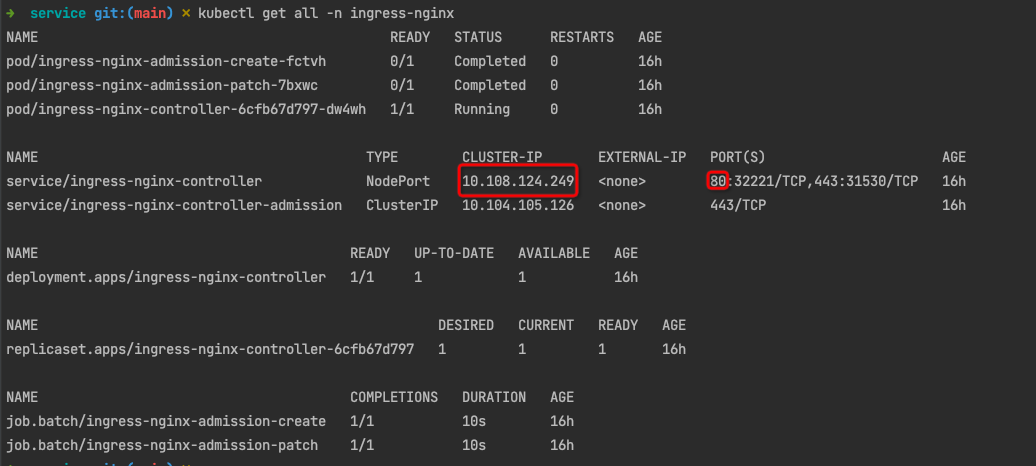 ➜  service git:(main) ✗ kubectl get all -n ingress-nginx
NAME                                            READY   STATUS      RESTARTS   AGE
pod/ingress-nginx-admission-create-fctvh        0/1     Completed   0          16h
pod/ingress-nginx-admission-patch-7bxwc         0/1     Completed   0          16h
pod/ingress-nginx-controller-6cfb67d797-dw4wh   1/1     Running     0          16h
NAME                                         TYPE        CLUSTER-IP       EXTERNAL-IP   PORT(S)                      AGE
service/ingress-nginx-controller             NodePort    10.108.124.249   <none>        80:32221/TCP,443:31530/TCP   16h
service/ingress-nginx-controller-admission   ClusterIP   10.104.105.126   <none>        443/TCP                      16h
NAME                                       READY   UP-TO-DATE   AVAILABLE   AGE
deployment.apps/ingress-nginx-controller   1/1     1            1           16h
NAME                                                  DESIRED   CURRENT   READY   AGE
replicaset.apps/ingress-nginx-controller-6cfb67d797   1         1         1       16h
NAME                                       COMPLETIONS   DURATION   AGE
job.batch/ingress-nginx-admission-create   1/1           10s        16h
job.batch/ingress-nginx-admission-patch    1/1           10s        16h